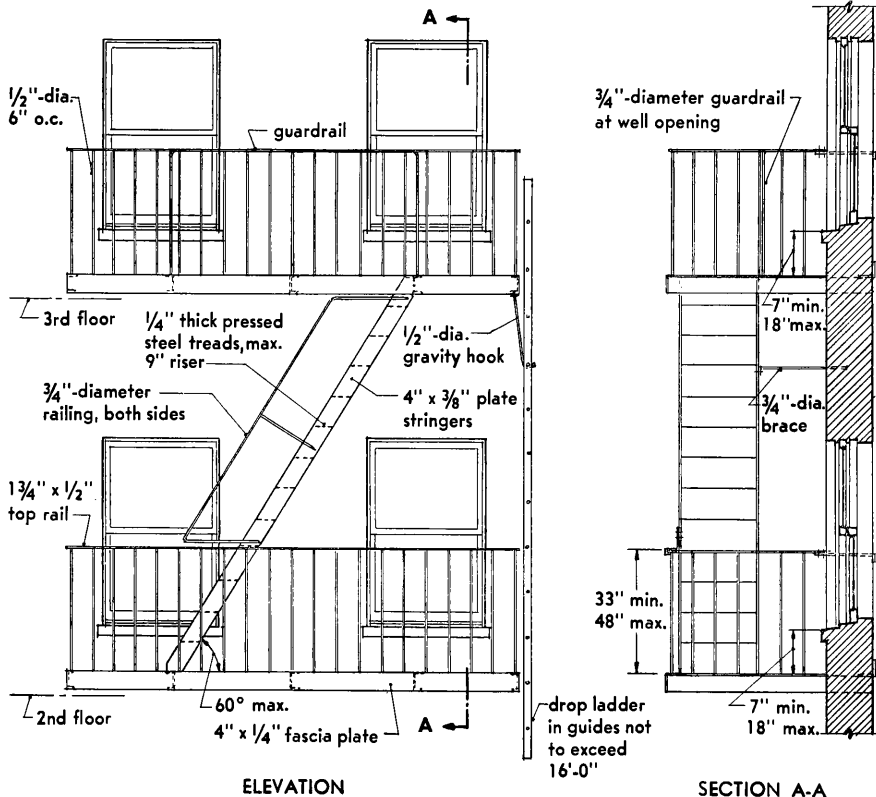 A
½"-dia.
6" o.c.
guardrail
¾"-diameter guardrail
at well opening
3rd floor
¼" thick pressed
steel treads, max.
9" riser
½"-dia.
gravity hook
7" min.
18" max.
¾"-diameter
railing, both sides
4" x ⅜" plate
stringers
¾"-dia.
brace
1¾" x ½"
top rail
33" min.
48" max.
2nd floor
60° max.
4" x ¼" fascia plate
A
drop ladder
in guides not
to exceed
16'-0"
7" min.
18" max.
ELEVATION
SECTION A-A